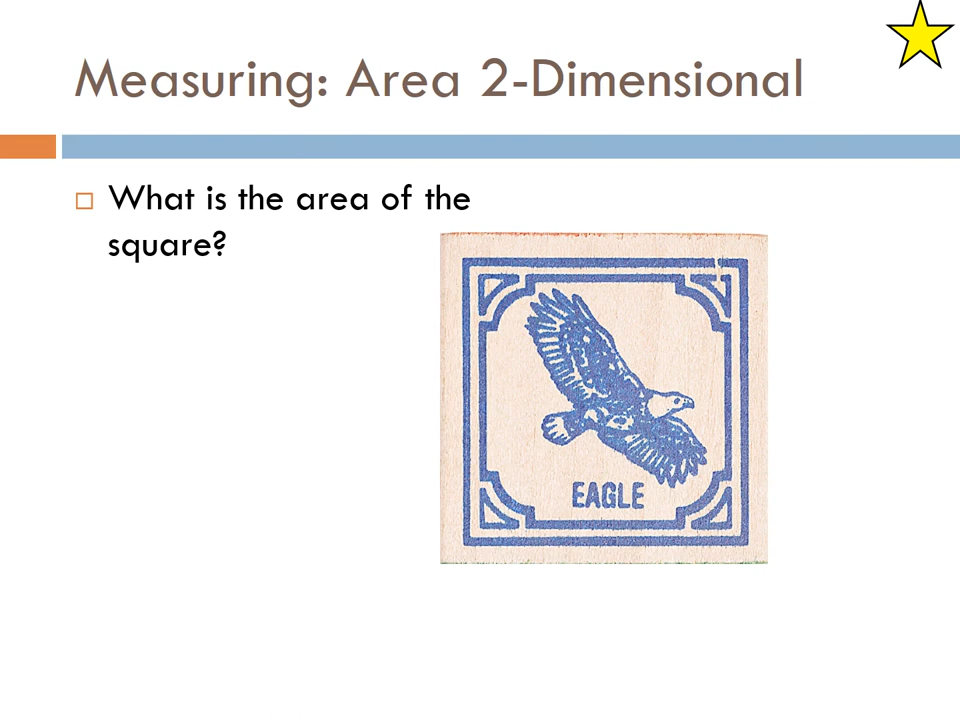 Measuring: Area 2-Dimensional
What is the area of the
square?
EAGLE